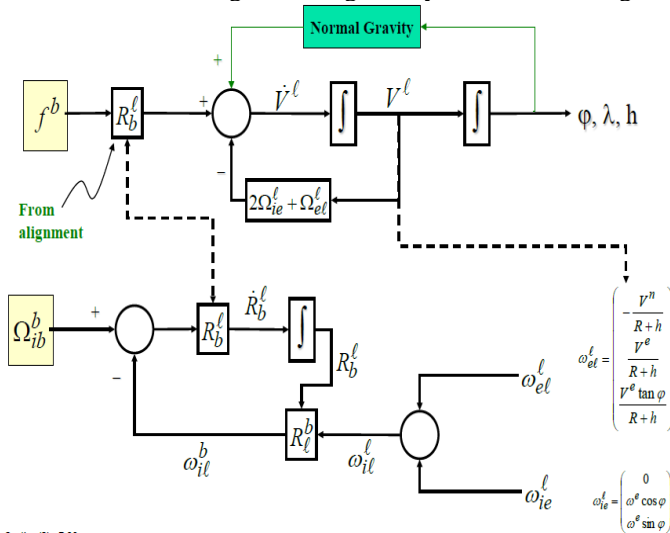 Normal Gravity
+
f^b
R_b^ℓ
+
V̇^ℓ
∫
V^ℓ
∫
φ, λ, h
−
2Ω_ie^ℓ + Ω_el^ℓ
From
alignment
Ω_ib^b
+
−
R_b^ℓ
Ṙ_b^ℓ
∫
R_b^ℓ
R_ℓ^b
ω_iℓ^b
ω_iℓ^ℓ
ω_eℓ^ℓ
ω_ie^ℓ
ω_eℓ^ℓ = ( −V^n / (R + h), V^e / (R + h), V^e tan φ / (R + h) )
ω_ie^ℓ = ( 0, ω^e cos φ, ω^e sin φ )